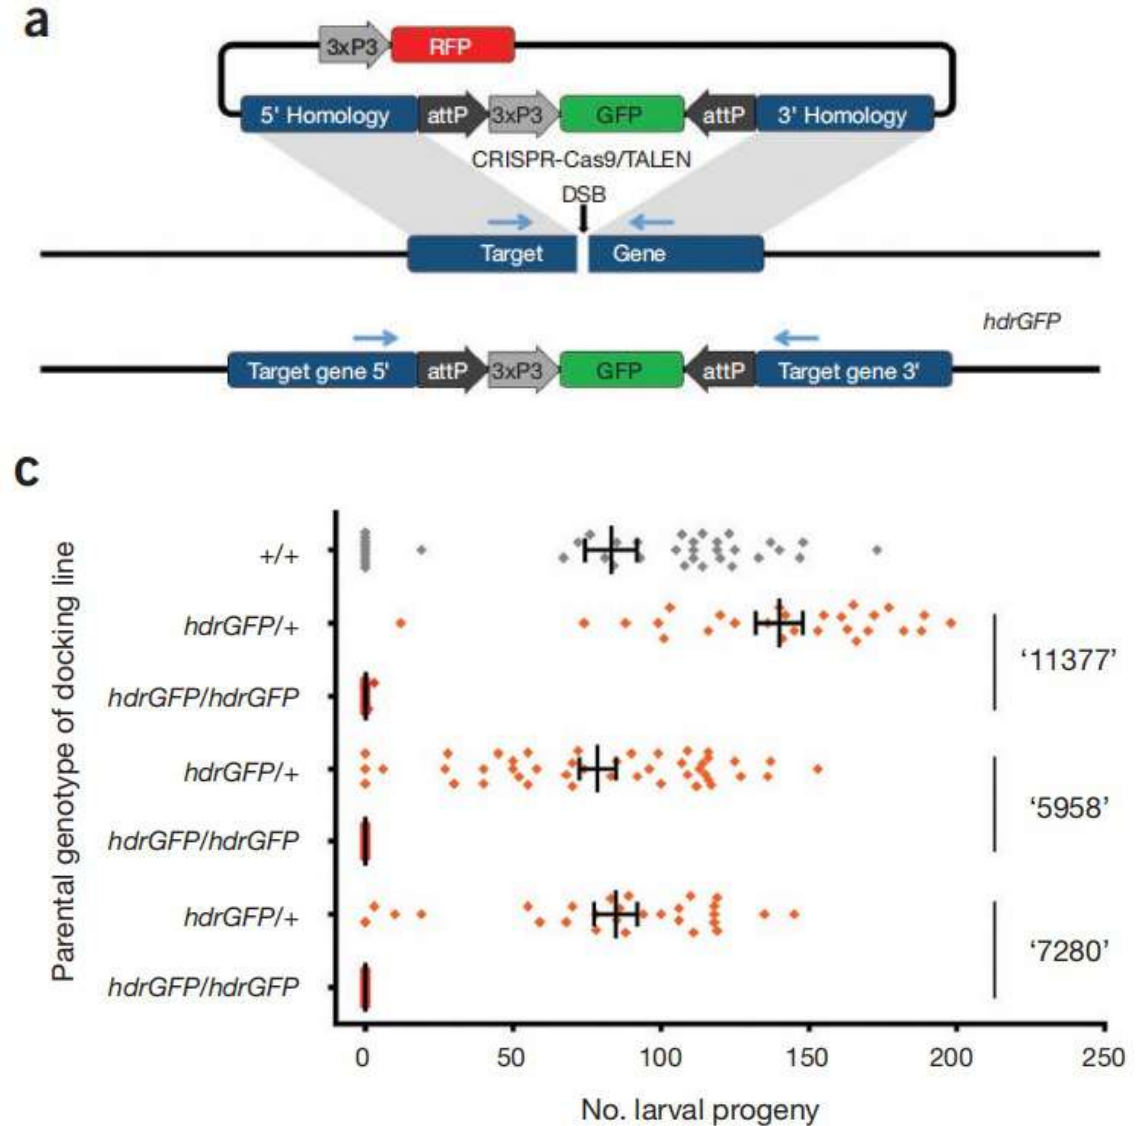 a
3xP3 RFP
5' Homology attP 3xP3 GFP attP 3' Homology
CRISPR-Cas9/TALEN
DSB
Target Gene
hdrGFP
Target gene 5' attP 3xP3 GFP attP Target gene 3'
c
Parental genotype of docking line
+/+
hdrGFP/+
hdrGFP/hdrGFP
‘11377’
hdrGFP/+
hdrGFP/hdrGFP
‘5958’
hdrGFP/+
hdrGFP/hdrGFP
‘7280’
0 50 100 150 200 250
No. larval progeny